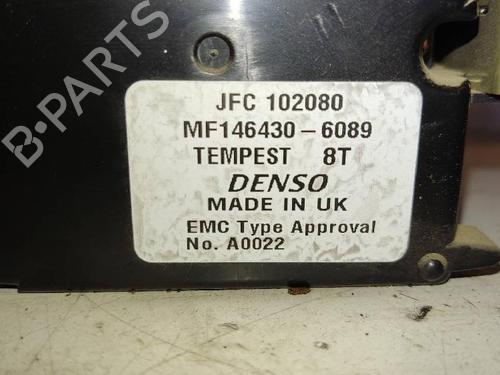 JFC 102080
MF146430-6089
TEMPEST 8T
DENSO
MADE IN UK
EMC Type Approval
No. A0022
B-PARTS